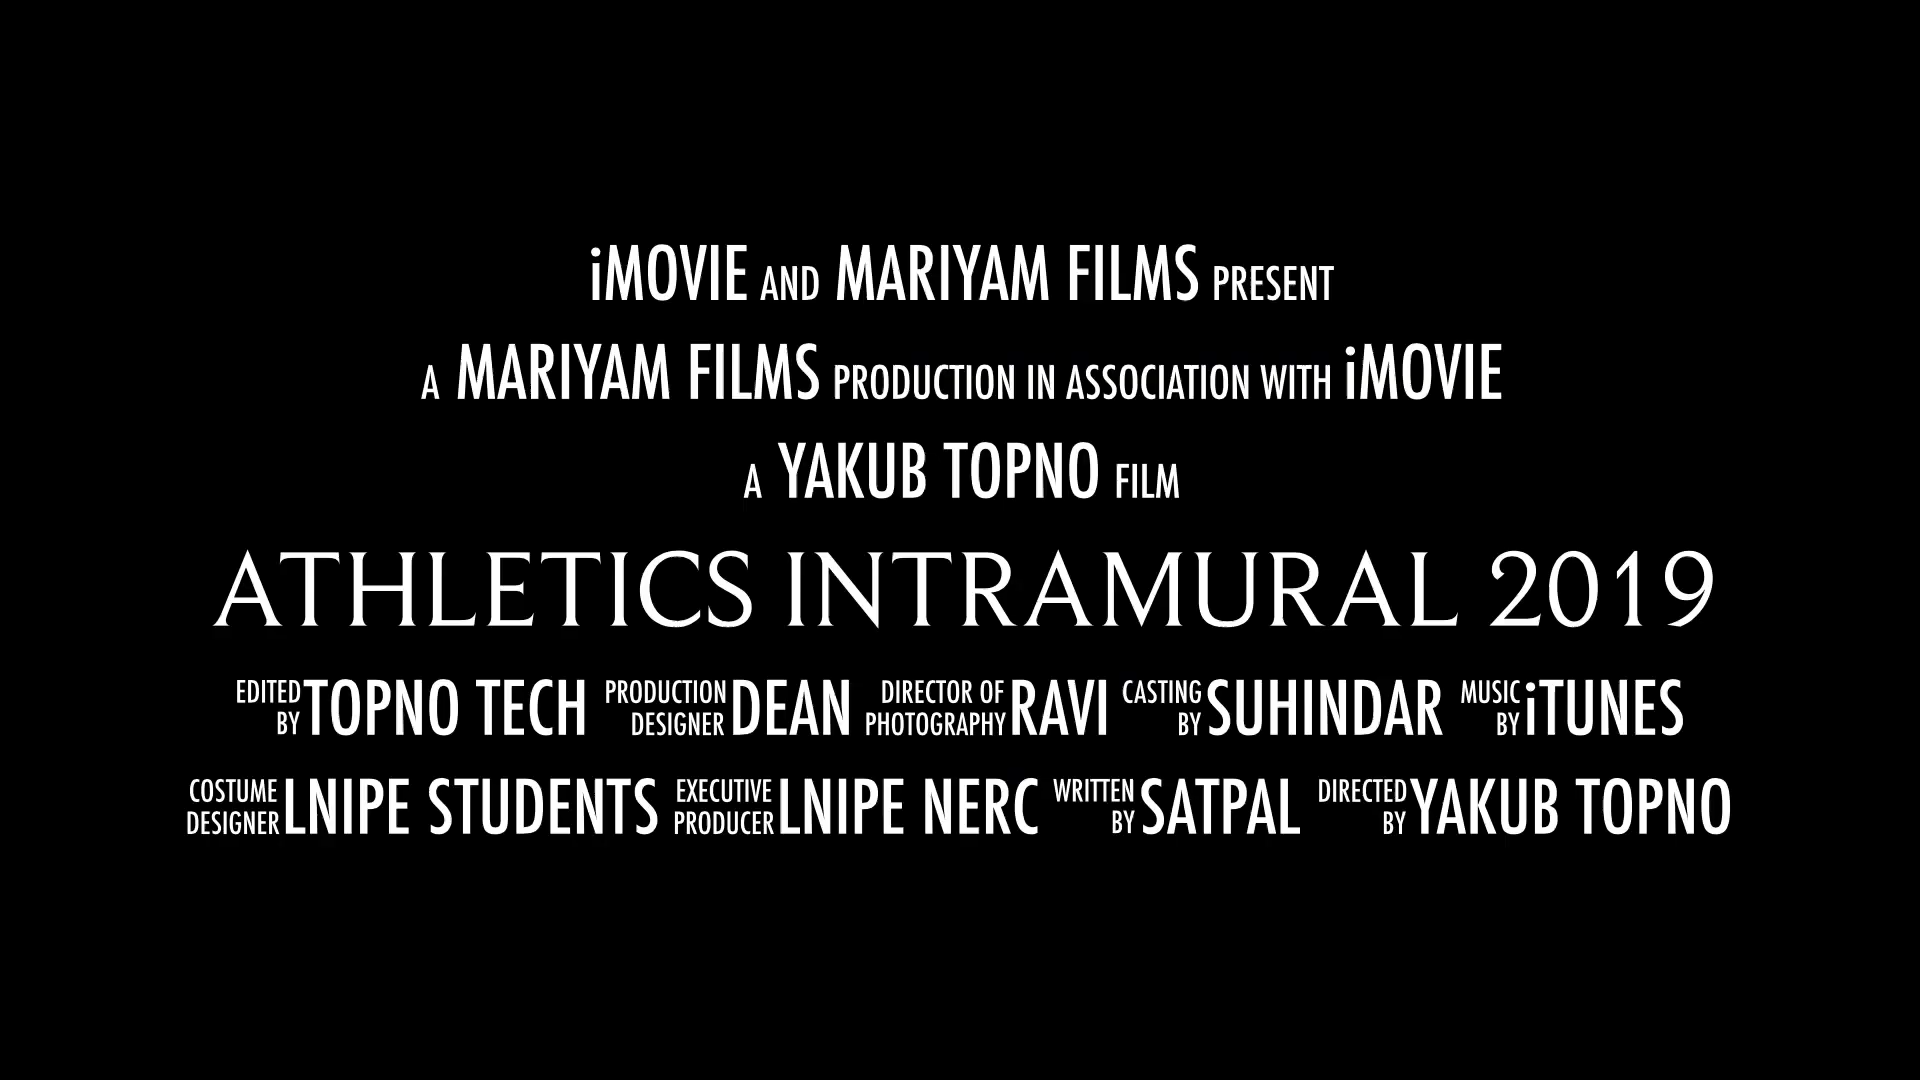 iMOVIE AND MARIYAM FILMS PRESENT
A MARIYAM FILMS PRODUCTION IN ASSOCIATION WITH iMOVIE
A YAKUB TOPNO FILM
ATHLETICS INTRAMURAL 2019
EDITED BY TOPNO TECH PRODUCTION DESIGNER DEAN DIRECTOR OF PHOTOGRAPHY RAVI CASTING BY SUHINDAR MUSIC BY iTUNES
COSTUME DESIGNER LNIPE STUDENTS EXECUTIVE PRODUCER LNIPE NERC WRITTEN BY SATPAL DIRECTED BY YAKUB TOPNO